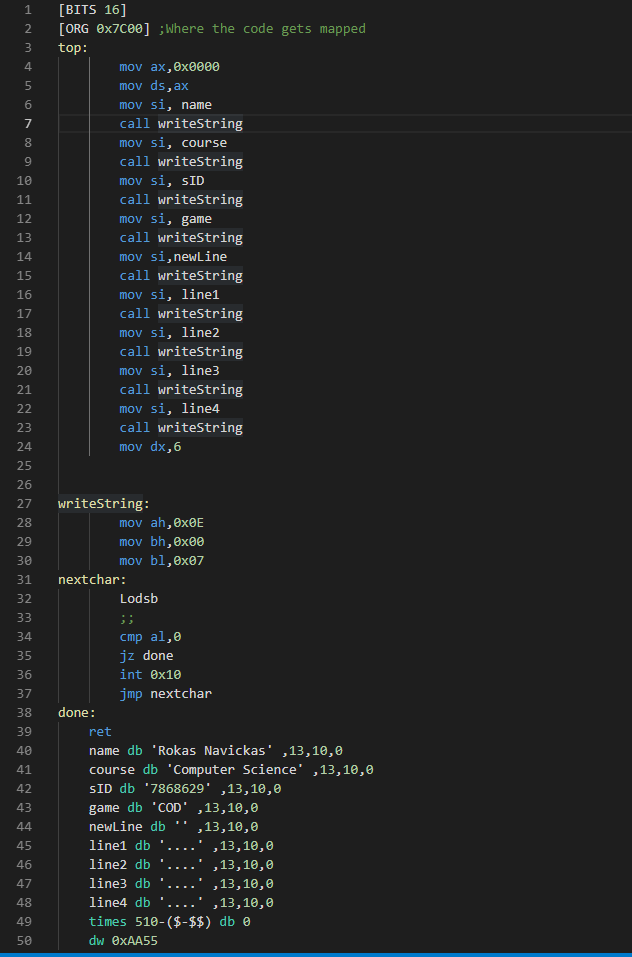 1 [BITS 16]
2 [ORG 0x7C00] ;Where the code gets mapped
3 top:
4 mov ax,0x0000
5 mov ds,ax
6 mov si, name
7 call writeString
8 mov si, course
9 call writeString
10 mov si, sID
11 call writeString
12 mov si, game
13 call writeString
14 mov si,newLine
15 call writeString
16 mov si, line1
17 call writeString
18 mov si, line2
19 call writeString
20 mov si, line3
21 call writeString
22 mov si, line4
23 call writeString
24 mov dx,6
25
26
27 writeString:
28 mov ah,0x0E
29 mov bh,0x00
30 mov bl,0x07
31 nextchar:
32 Lodsb
33 ;;
34 cmp al,0
35 jz done
36 int 0x10
37 jmp nextchar
38 done:
39 ret
40 name db 'Rokas Navickas' ,13,10,0
41 course db 'Computer Science' ,13,10,0
42 sID db '7868629' ,13,10,0
43 game db 'COD' ,13,10,0
44 newLine db '' ,13,10,0
45 line1 db '....' ,13,10,0
46 line2 db '....' ,13,10,0
47 line3 db '....' ,13,10,0
48 line4 db '....' ,13,10,0
49 times 510-($-$$) db 0
50 dw 0xAA55